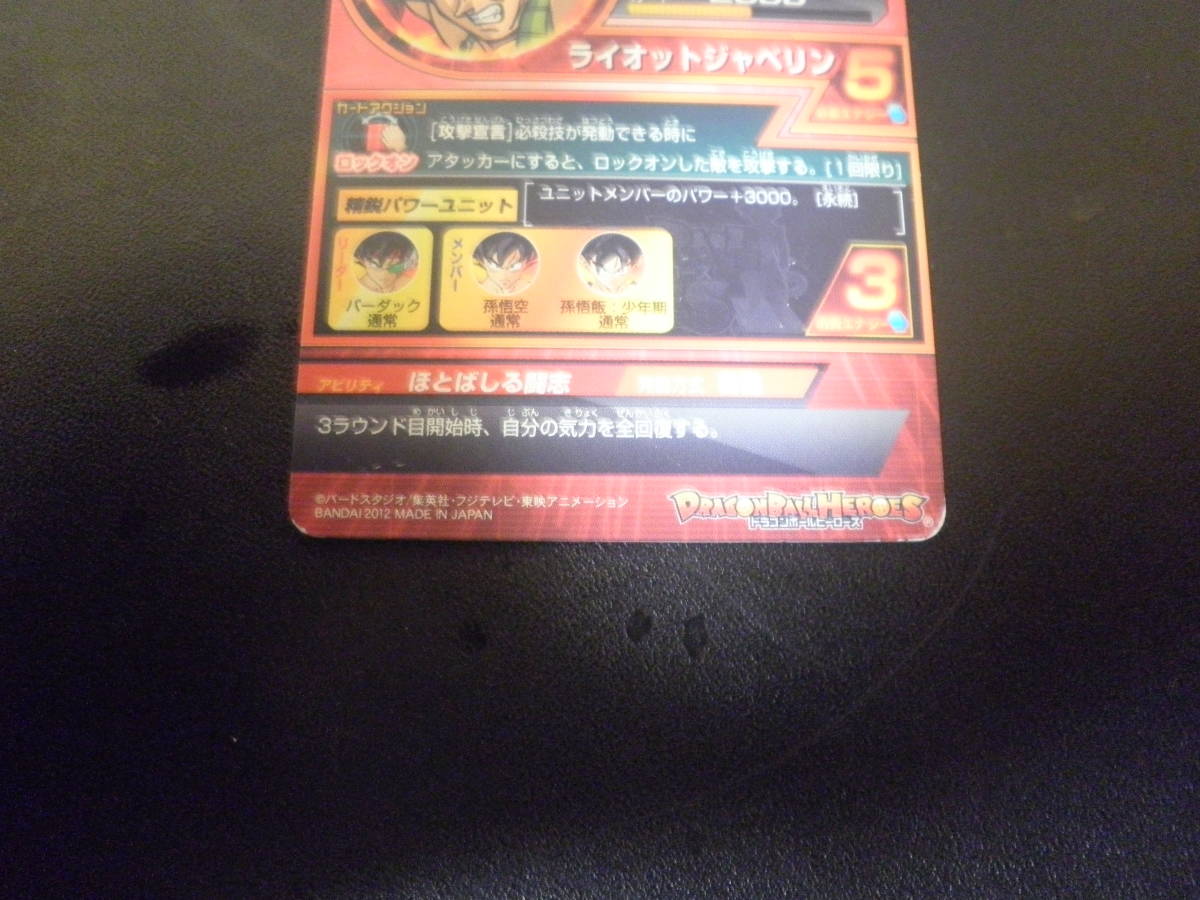 ライオットジャベリン
5
カードアクション
ロックオン
[攻撃宣言]必殺技が発動できる時に
アタッカーにすると、ロックオンした敵を攻撃する。[1回限り]
精鋭パワーユニット
ユニットメンバーのパワー+3000。 [永続]
リーダー
メンバー
バーダック
通常
孫悟空
通常
孫悟飯:少年期
通常
3
アビリティ ほとばしる闘志
3ラウンド目開始時、自分の気力を全回復する。
©バードスタジオ/集英社・フジテレビ・東映アニメーション
BANDAI 2012 MADE IN JAPAN
DRAGONBALL HEROES
ドラゴンボールヒーローズ
®